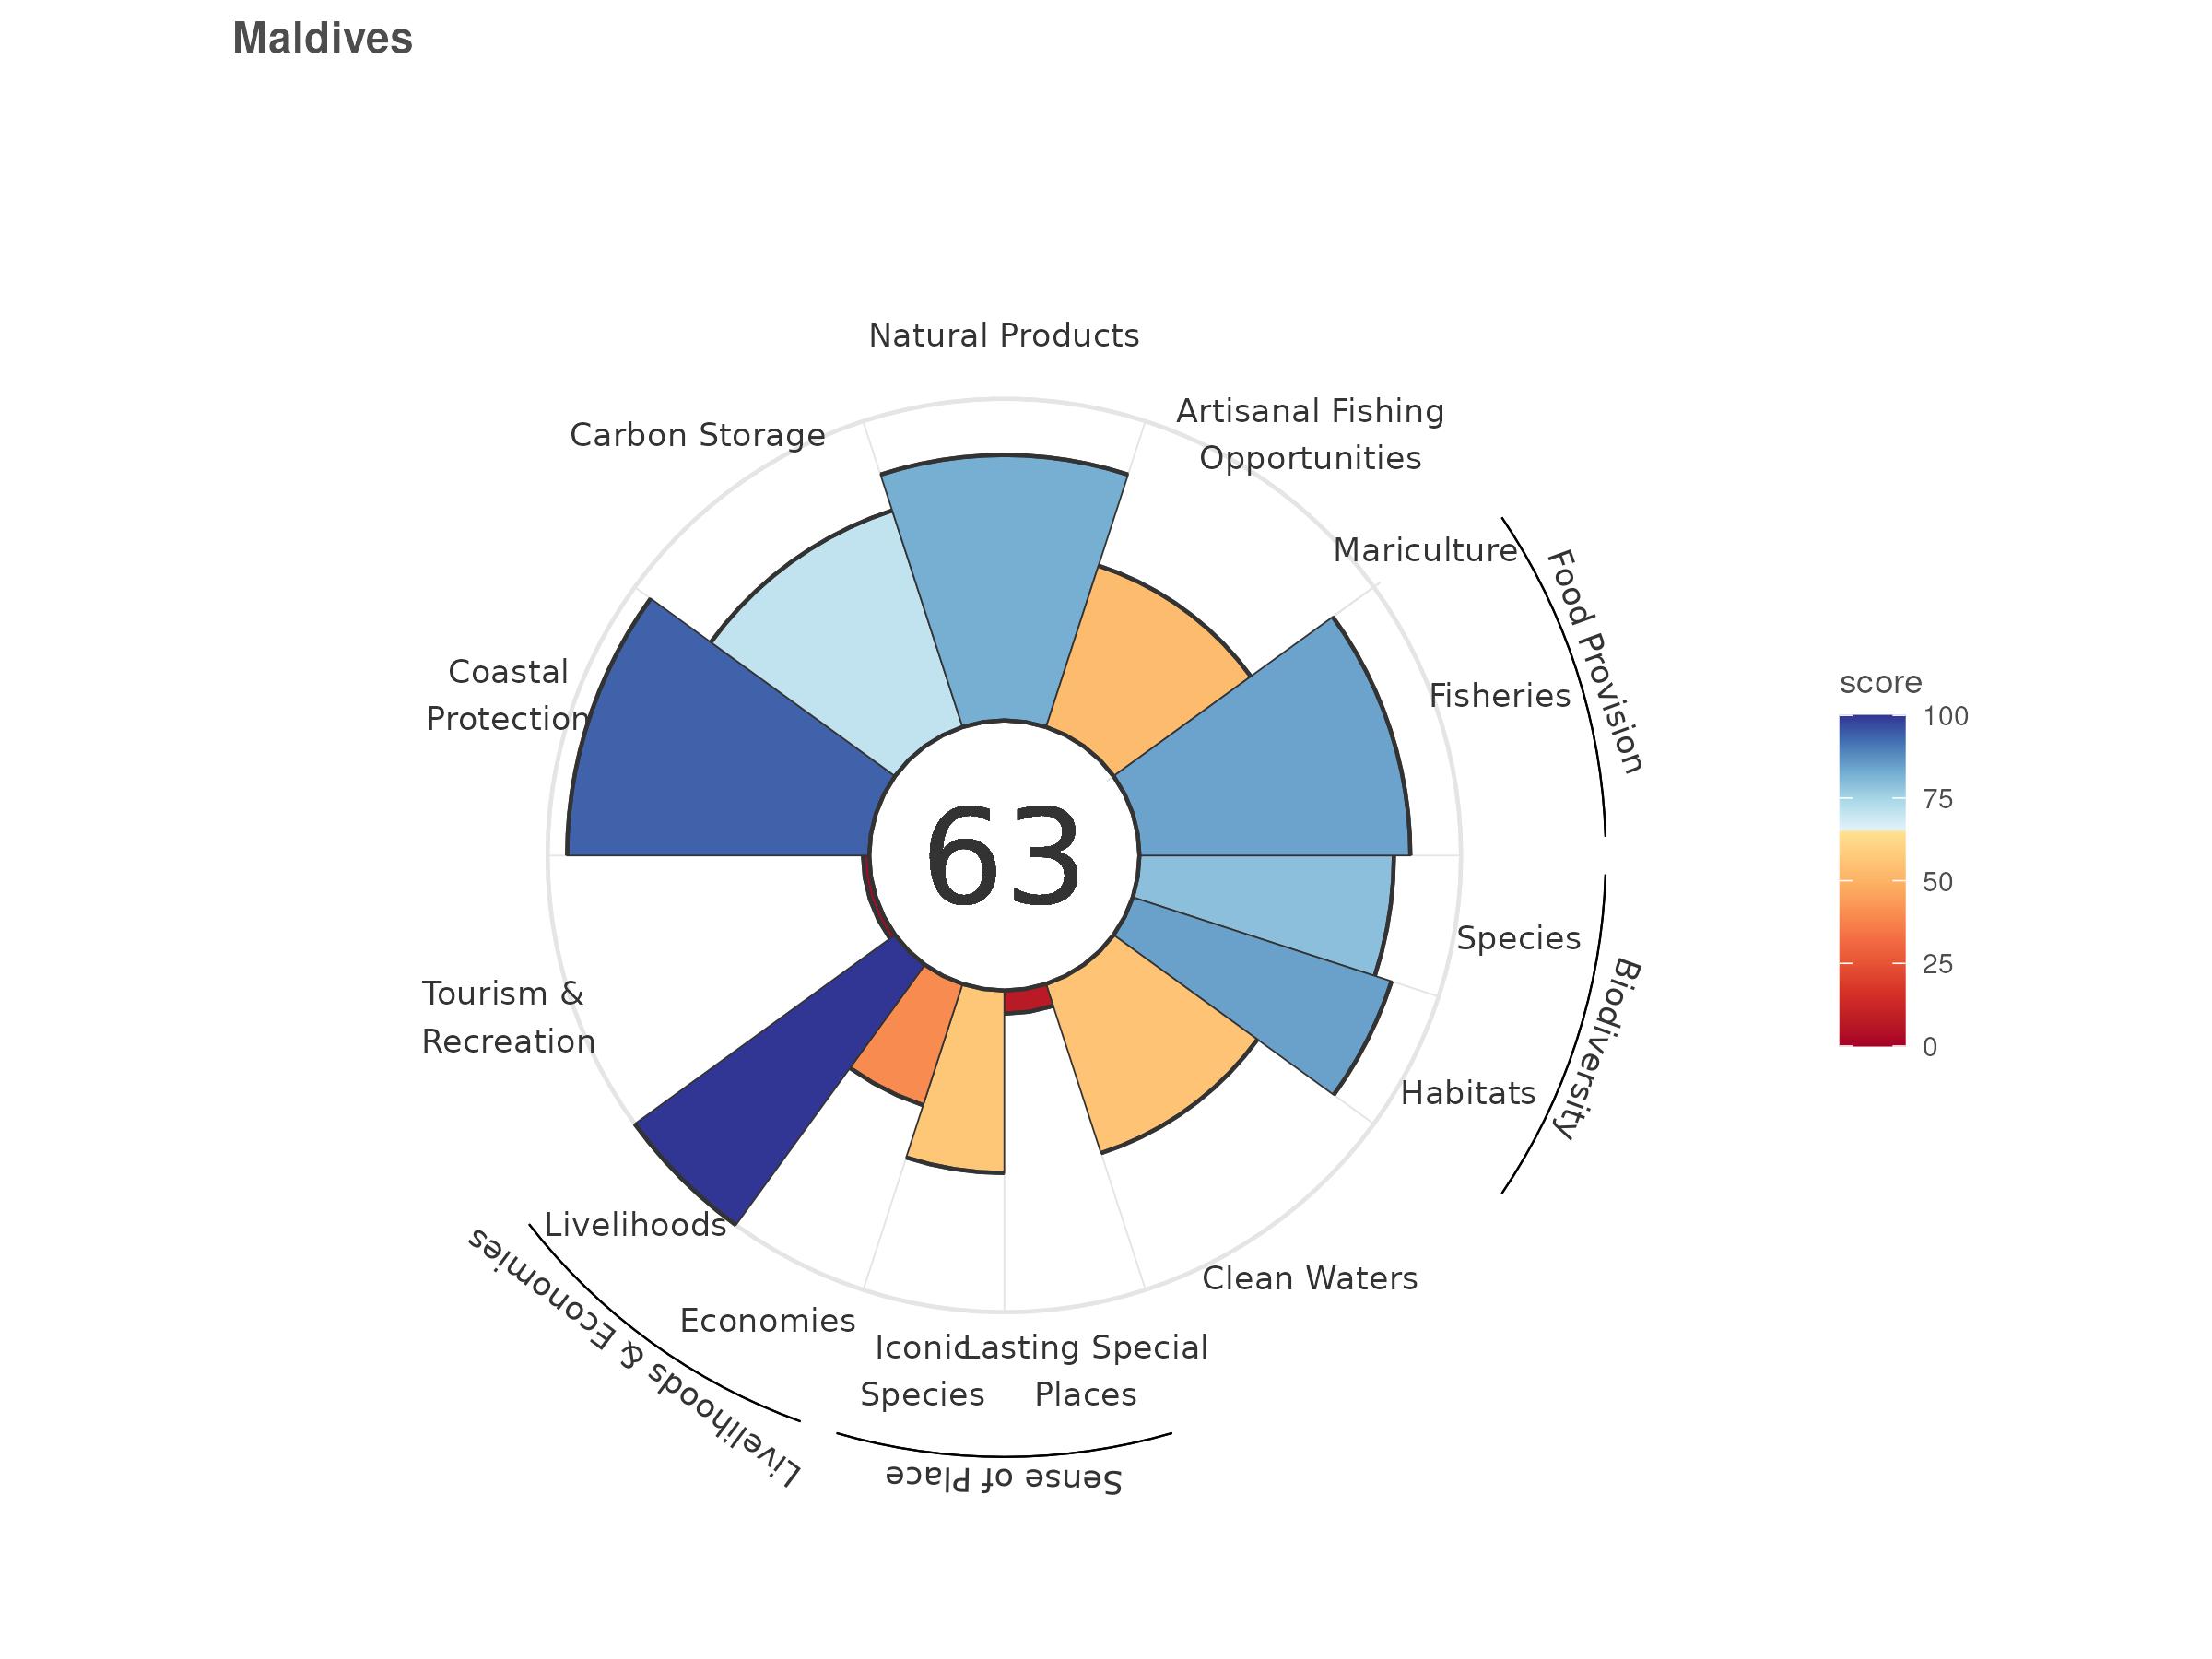 Maldives
Natural Products
Artisanal Fishing
Opportunities
Carbon Storage
Mariculture
Food Provision
Fisheries
Coastal
Protection
score
100
75
50
25
0
63
Species
Biodiversity
Habitats
Tourism &
Recreation
Livelihoods
Livelihoods & Economies
Clean Waters
Economies
Iconic
Species
Lasting Special
Places
Sense of Place